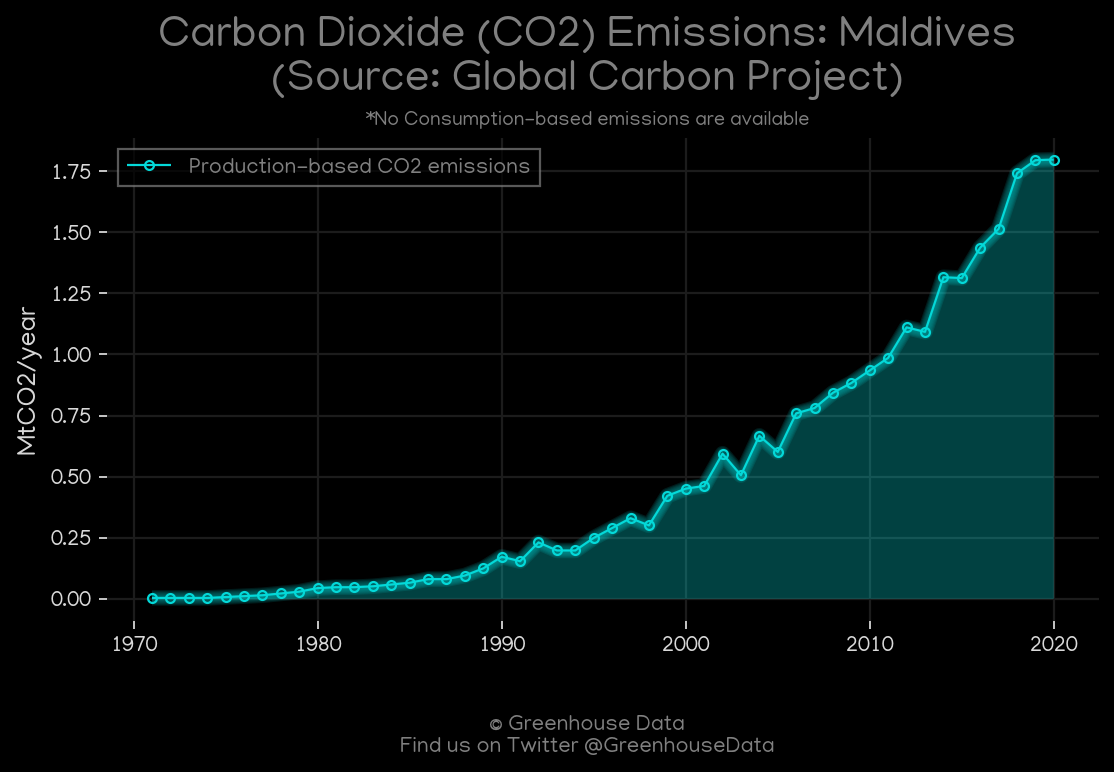 Carbon Dioxide (CO2) Emissions: Maldives
(Source: Global Carbon Project)
*No Consumption-based emissions are available
Production-based CO2 emissions
MtCO2/year
1.75
1.50
1.25
1.00
0.75
0.50
0.25
0.00
1970 1980 1990 2000 2010 2020
© Greenhouse Data
Find us on Twitter @GreenhouseData